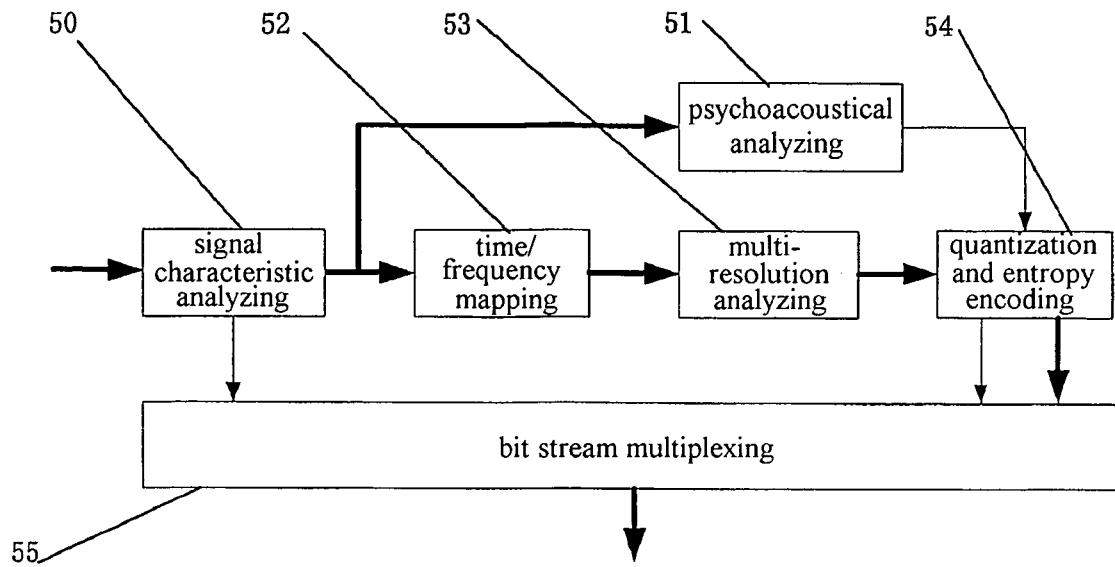 50
52
53
51
54
psychoacoustical
analyzing
signal
characteristic
analyzing
time/
frequency
mapping
multi-
resolution
analyzing
quantization
and entropy
encoding
bit stream multiplexing
55